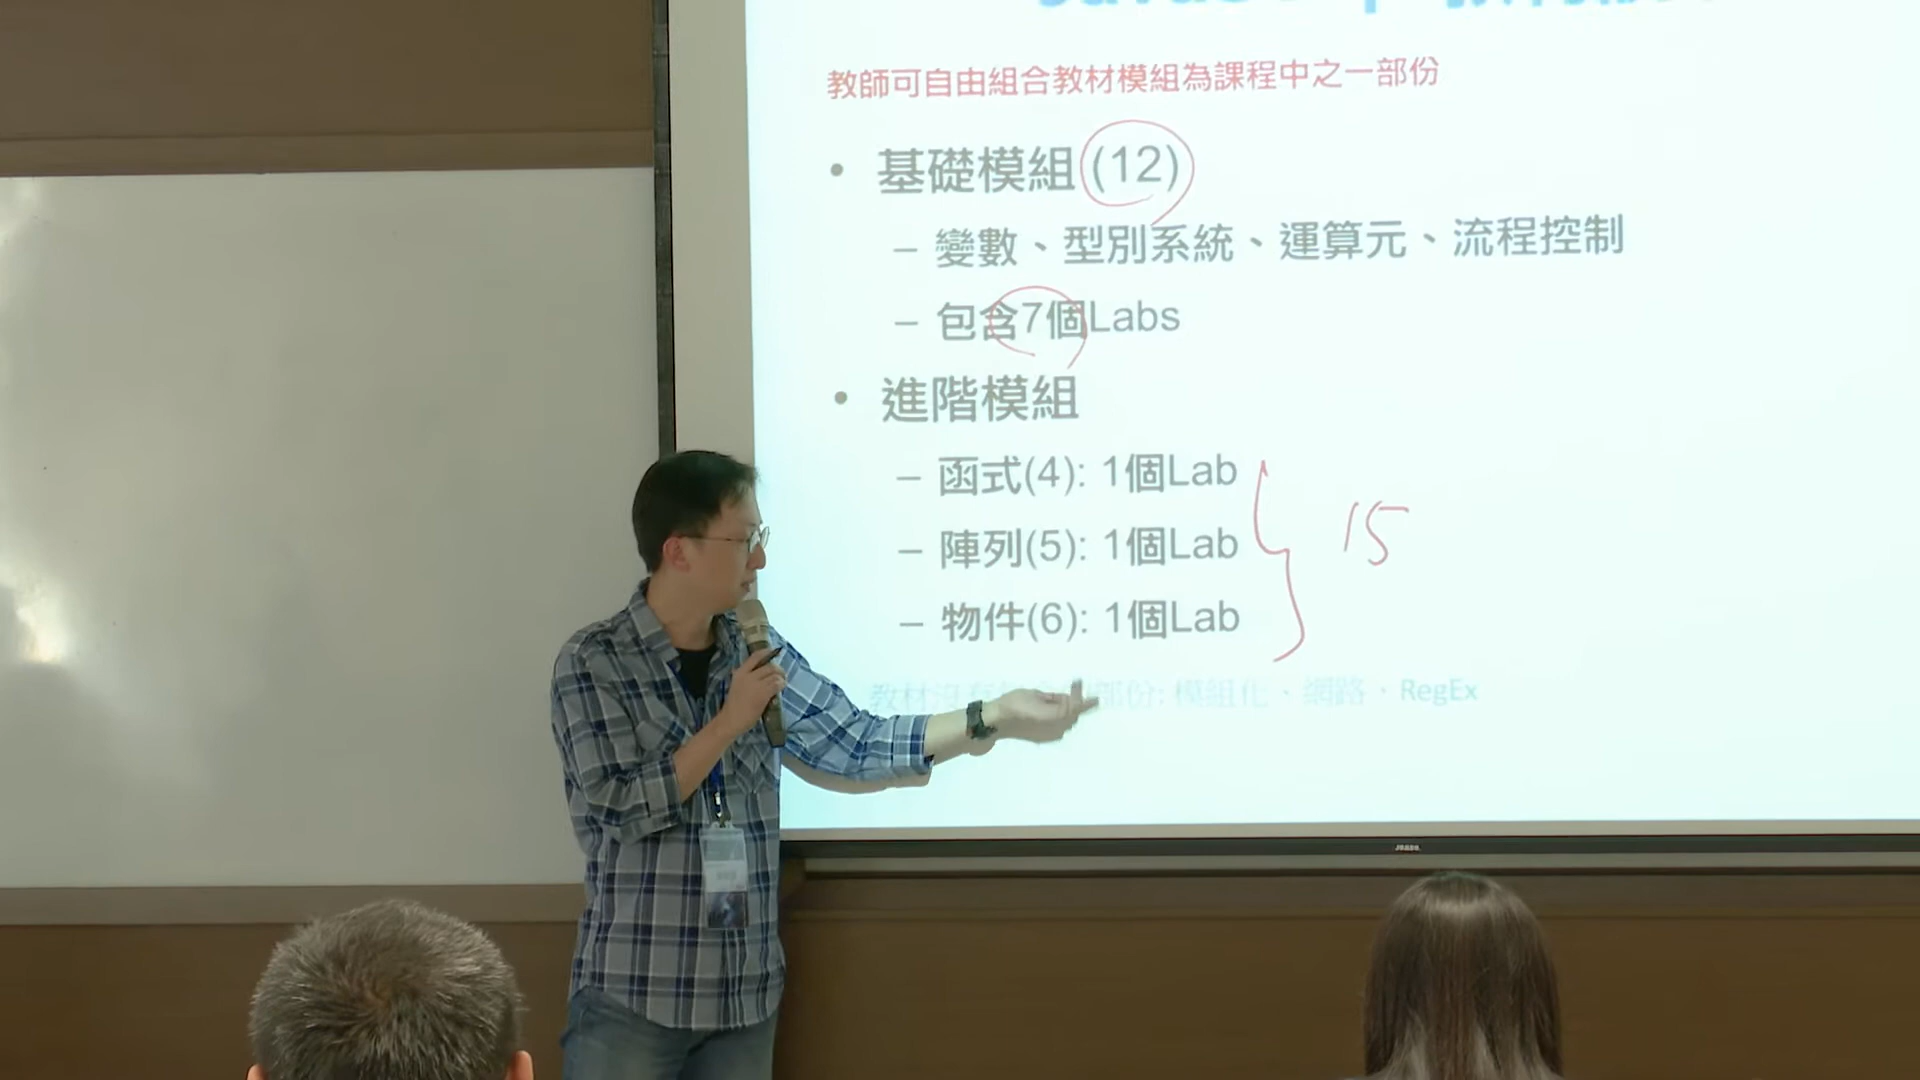 教師可自由組合教材模組為課程中之一部份
• 基礎模組(12)
– 變數、型別系統、運算元、流程控制
– 包含7個Labs
• 進階模組
– 函式(4): 1個Lab
– 陣列(5): 1個Lab
– 物件(6): 1個Lab
15
教材沒有 部份: 模組化、網路、RegEx